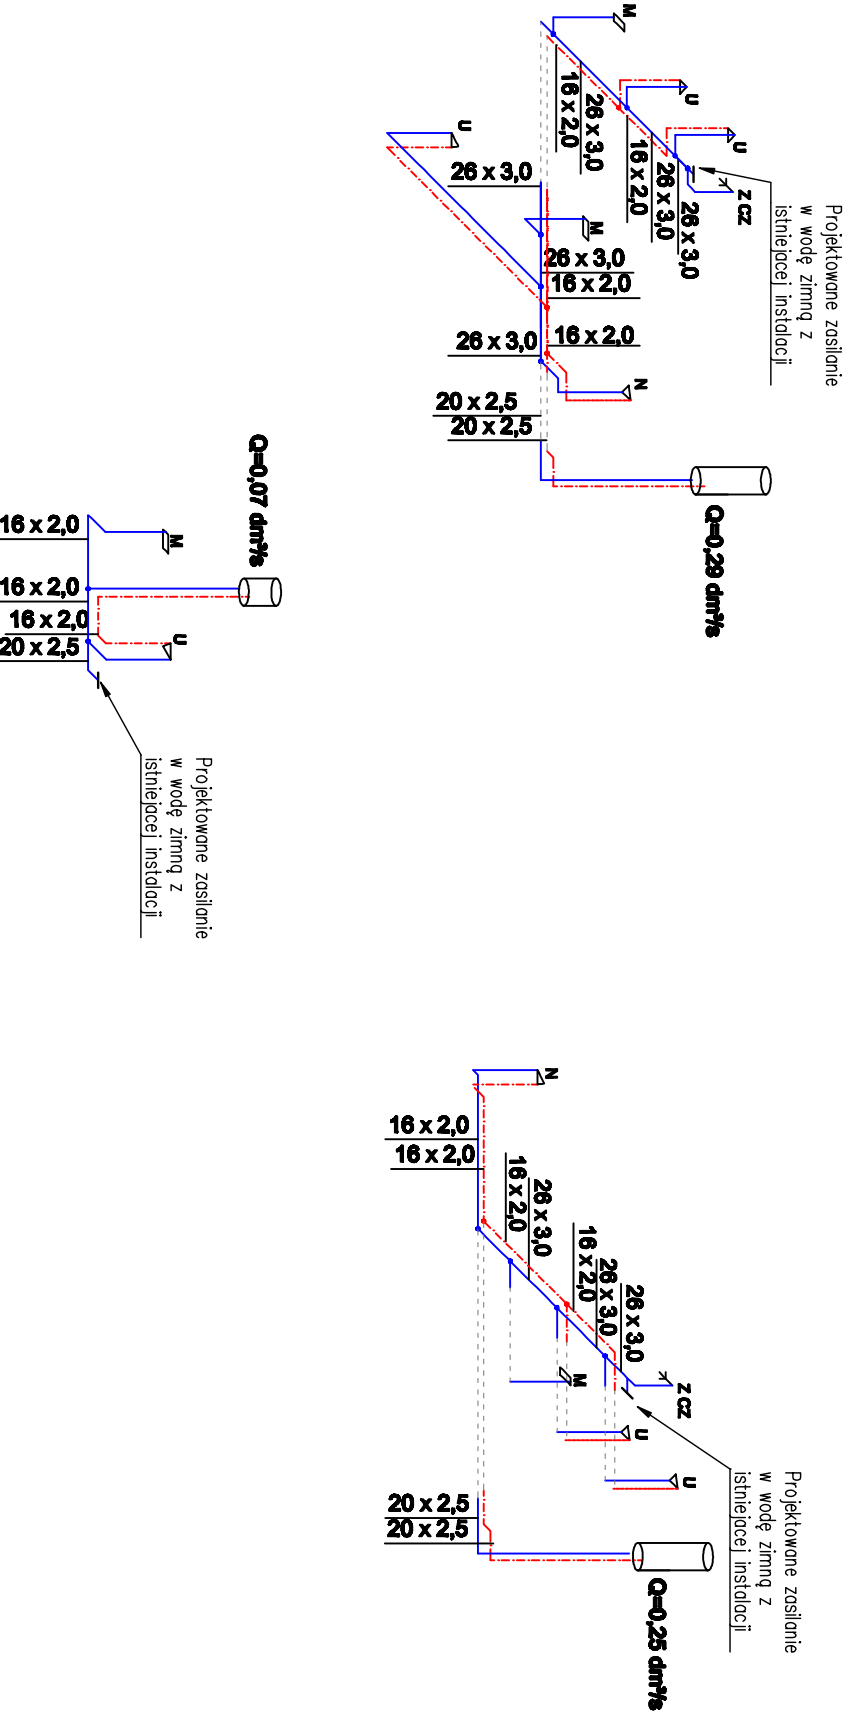 M
16 x 2,0
26 x 3,0
U
16 x 2,0
26 x 3,0
U
26 x 3,0
Z CZ
Projektowane zasilanie
w wodę zimną z
istniejacej instalacji
U
26 x 3,0
M
26 x 3,0
16 x 2,0
26 x 3,0
16 x 2,0
N
20 x 2,5
20 x 2,5
Q=0,29 dm³/s
Q=0,07 dm³/s
16 x 2,0
M
16 x 2,0
16 x 2,0
20 x 2,5
U
Projektowane zasilanie
w wodę zimną z
istniejacej instalacji
N
16 x 2,0
16 x 2,0
16 x 2,0
26 x 3,0
16 x 2,0
26 x 3,0
26 x 3,0
Z CZ
M
U
U
Projektowane zasilanie
w wodę zimną z
istniejacej instalacji
20 x 2,5
20 x 2,5
Q=0,25 dm³/s